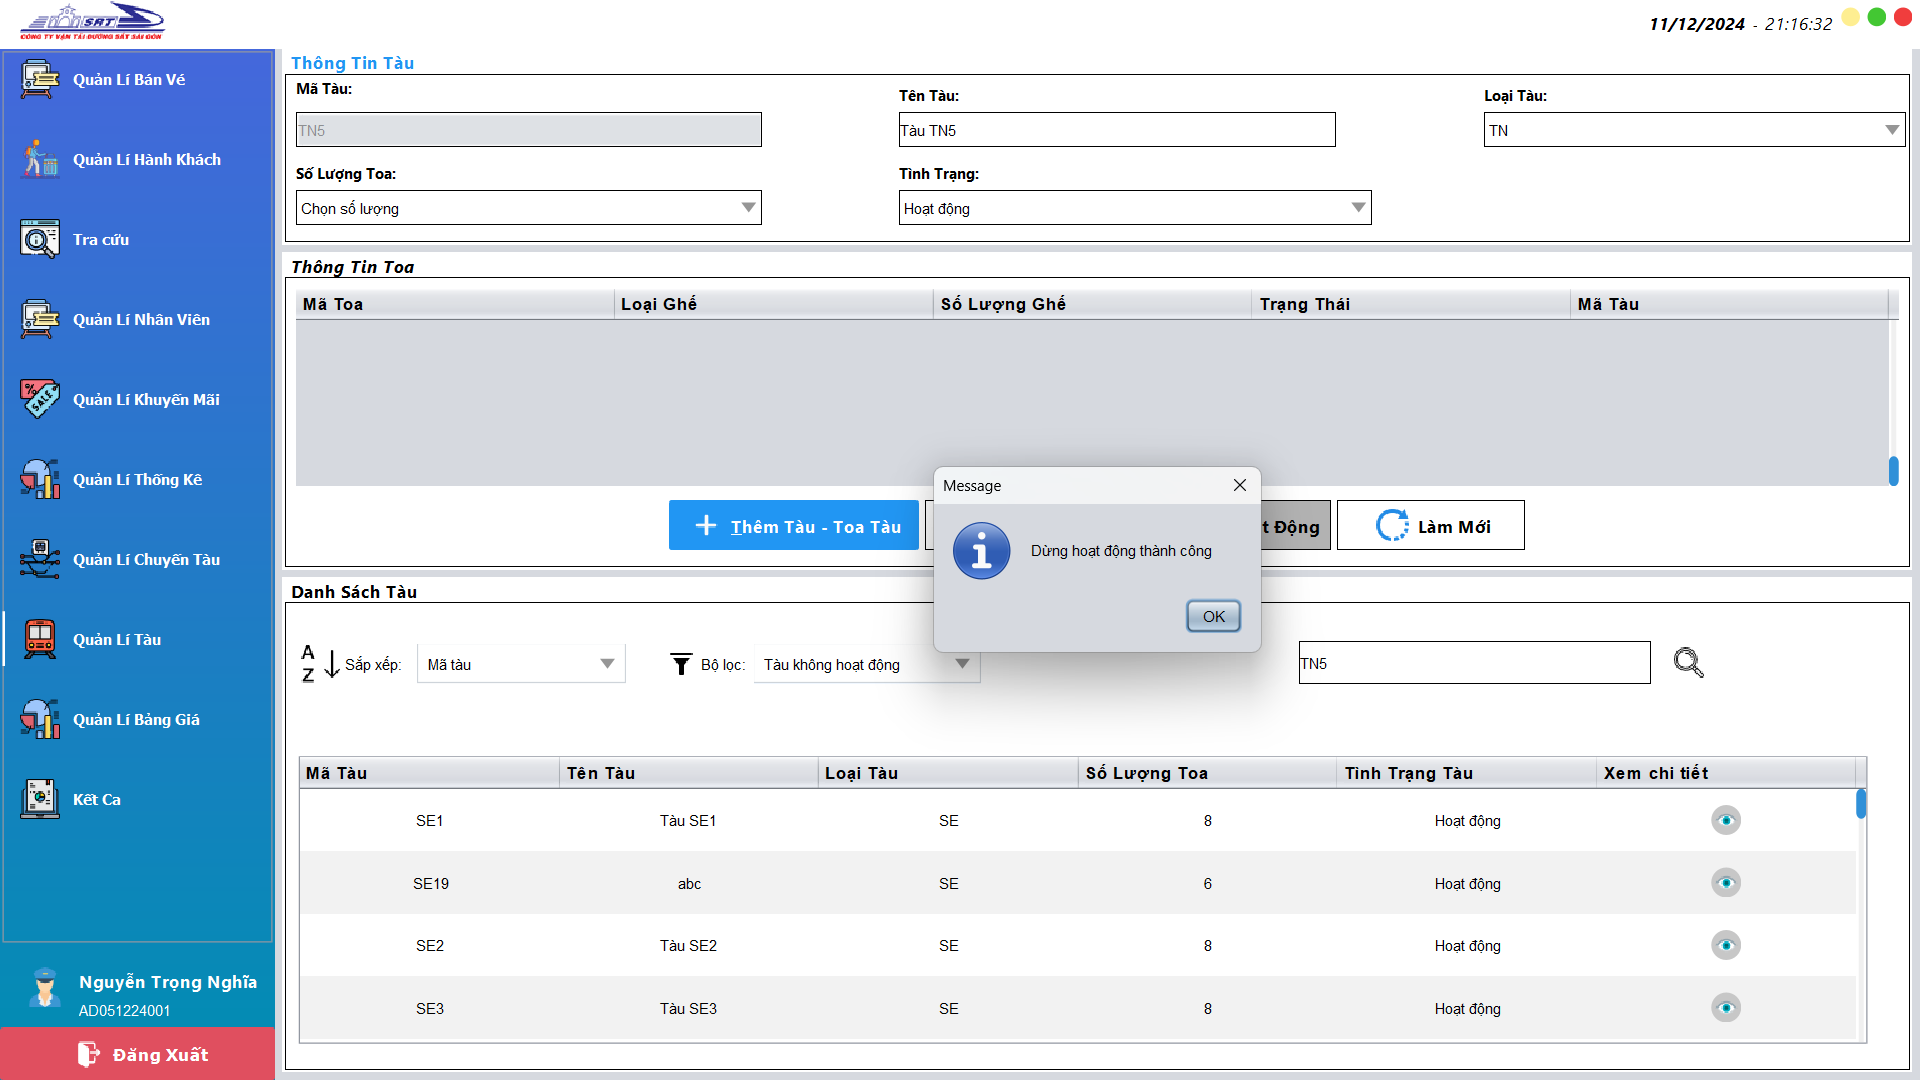 SRT
CÔNG TY VẬN TẢI ĐƯỜNG SẮT SÀI GÒN
11/12/2024 - 21:16:32
Quản Lí Bán Vé
Quản Lí Hành Khách
Tra cứu
Quản Lí Nhân Viên
Quản Lí Khuyến Mãi
Quản Lí Thống Kê
Quản Lí Chuyến Tàu
Quản Lí Tàu
Quản Lí Bảng Giá
Kết Ca
Nguyễn Trọng Nghĩa
AD051224001
Đăng Xuất
Thông Tin Tàu
Mã Tàu:
TN5
Tên Tàu:
Tàu TN5
Loại Tàu:
TN
Số Lượng Toa:
Chọn số lượng
Tình Trạng:
Hoạt động
Thông Tin Toa
Mã Toa Loại Ghế Số Lượng Ghế Trạng Thái Mã Tàu
Thêm Tàu - Toa Tàu
t Động
Làm Mới
Message
Dừng hoạt động thành công
OK
Danh Sách Tàu
A
Z
Sắp xếp:
Mã tàu
Bộ lọc:
Tàu không hoạt động
TN5
Mã Tàu Tên Tàu Loại Tàu Số Lượng Toa Tình Trạng Tàu Xem chi tiết
SE1 Tàu SE1 SE 8 Hoạt động
SE19 abc SE 6 Hoạt động
SE2 Tàu SE2 SE 8 Hoạt động
SE3 Tàu SE3 SE 8 Hoạt động